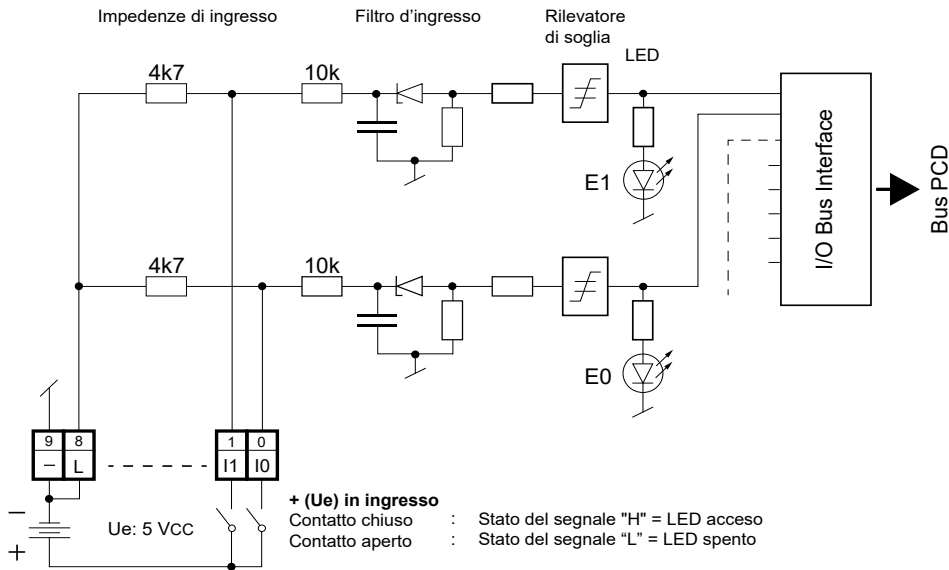 Impedenze di ingresso
Filtro d'ingresso
Rilevatore
di soglia
LED
4k7
10k
E1
4k7
10k
E0
I/O Bus Interface
Bus PCD
9
8
–
L
1
0
I1
I0
–
+
Ue: 5 VCC
+ (Ue) in ingresso
Contatto chiuso : Stato del segnale "H" = LED acceso
Contatto aperto : Stato del segnale “L” = LED spento